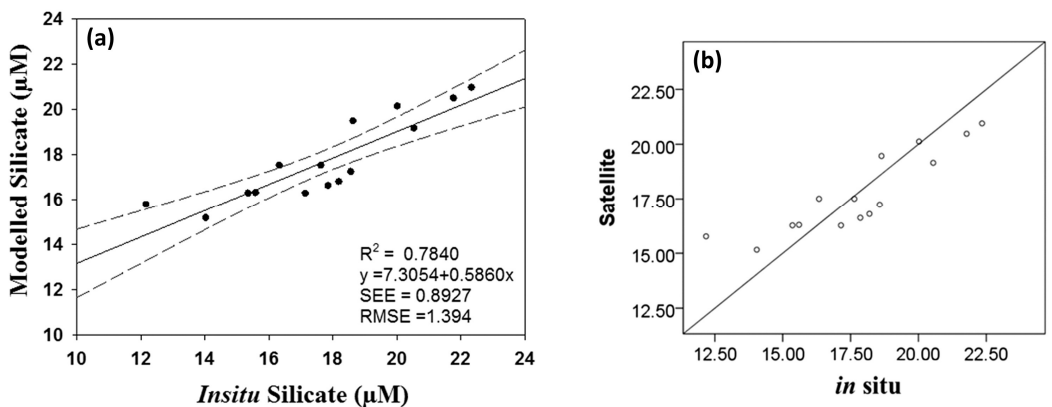 (a)
Modelled Silicate (µM)
24
22
20
18
16
14
12
10
R² = 0.7840
y =7.3054+0.5860x
SEE = 0.8927
RMSE =1.394
10 12 14 16 18 20 22 24
Insitu Silicate (µM)
(b)
Satellite
22.50
20.00
17.50
15.00
12.50
12.50 15.00 17.50 20.00 22.50
in situ